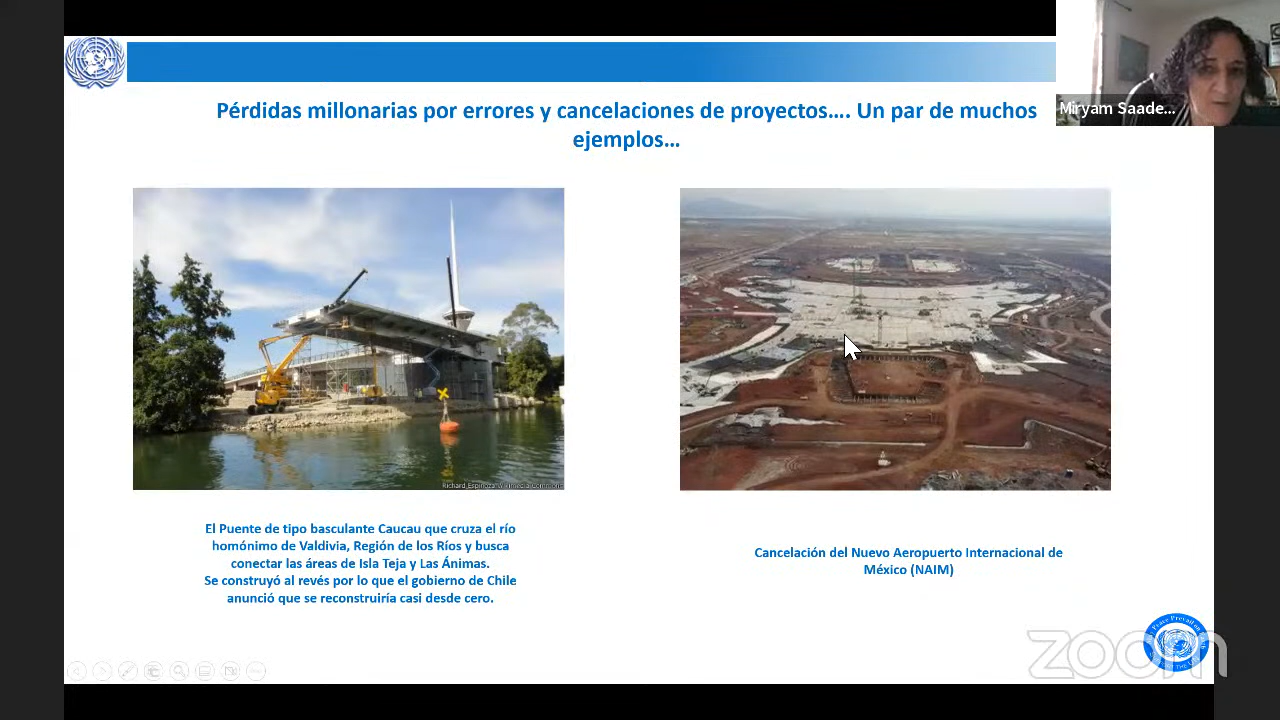 Pérdidas millonarias por errores y cancelaciones de proyectos…. Un par de muchos
ejemplos…
Miryam Saade...
El Puente de tipo basculante Caucau que cruza el río
homónimo de Valdivia, Región de los Ríos y busca
conectar las áreas de Isla Teja y Las Ánimas.
Se construyó al revés por lo que el gobierno de Chile
anunció que se reconstruiría casi desde cero.
Cancelación del Nuevo Aeropuerto Internacional de
México (NAIM)
zoom